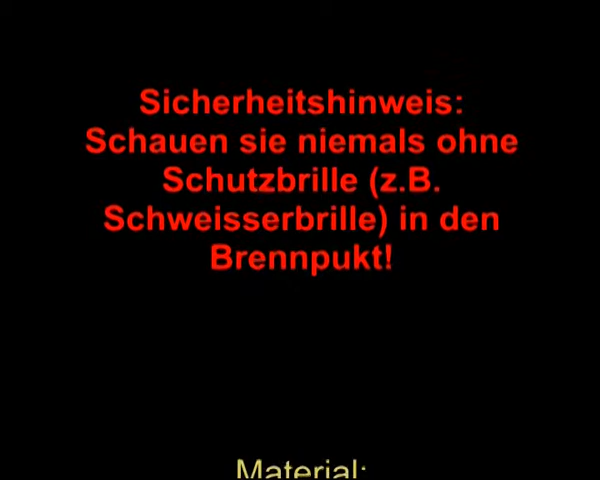 Sicherheitshinweis:
Schauen sie niemals ohne
Schutzbrille (z.B.
Schweisserbrille) in den
Brennpukt!
Material: